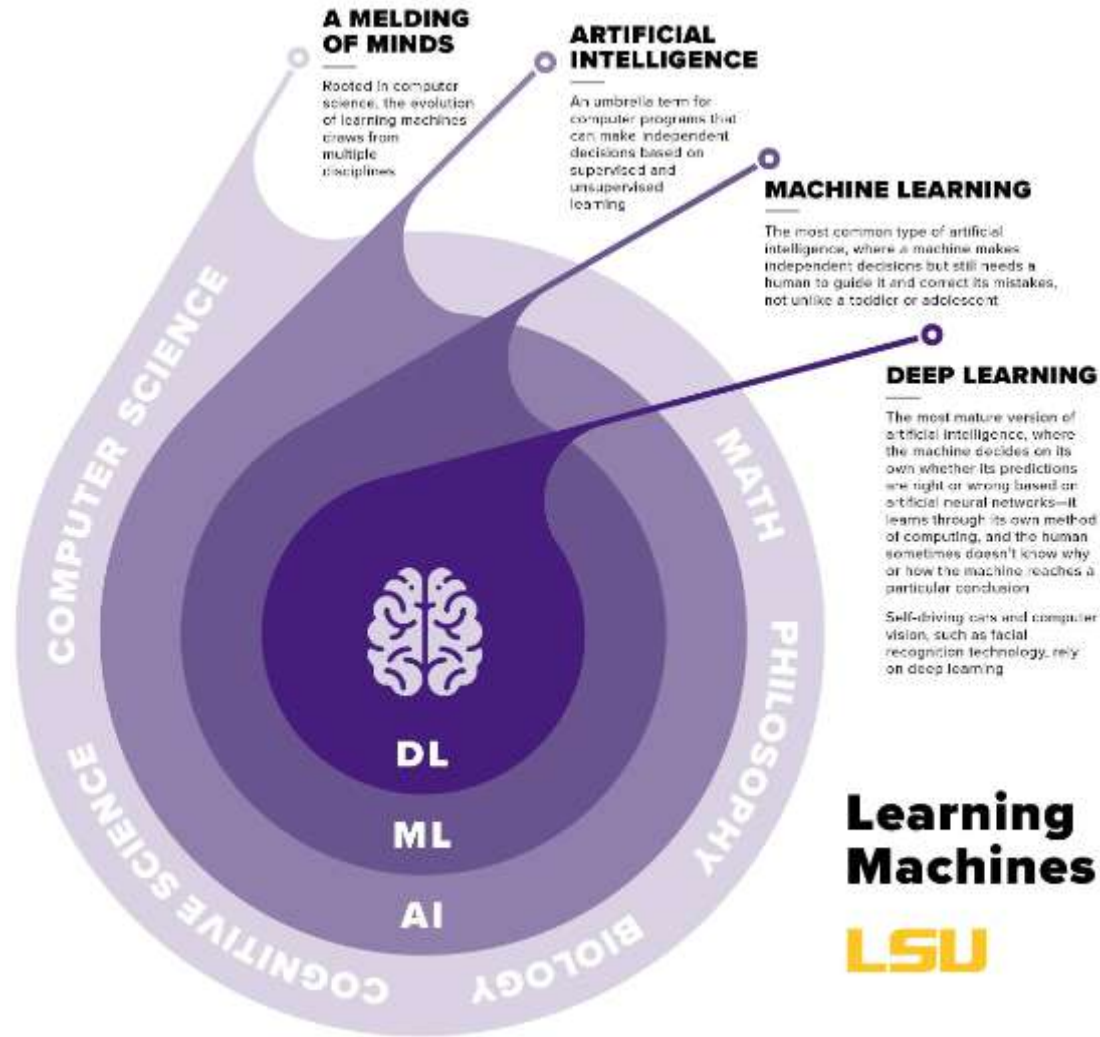 A MELDING
OF MINDS
Rooted in computer
science, the evolution
of learning machines
draws from
multiple
disciplines
ARTIFICIAL
INTELLIGENCE
An umbrella term for
computer programs that
can make independent
decisions based on
supervised and
unsupervised
learning
MACHINE LEARNING
The most common type of artificial
intelligence, where a machine makes
independent decisions but still needs a
human to guide it and correct its mistakes,
not unlike a toddler or adolescent
DEEP LEARNING
The most mature version of
artificial intelligence, where
the machine decides on its
own whether its predictions
are right or wrong based on
artificial neural networks—it
learns through its own method
of computing, and the human
sometimes doesn't know why
or how the machine reaches a
particular conclusion
Self-driving cars and computer
vision, such as facial
recognition technology, rely
on deep learning
COMPUTER SCIENCE
MATH
PHILOSOPHY
BIOLOGY
COGNITIVE SCIENCE
DL
ML
AI
Learning
Machines
LSU